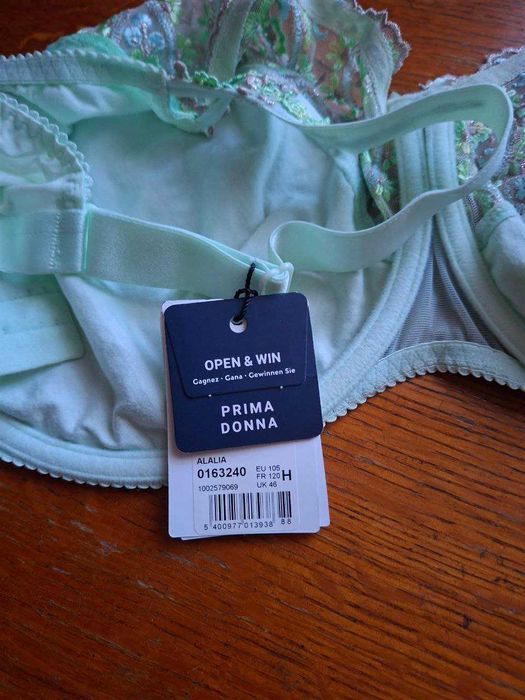 OPEN & WIN
Gagnez · Gana · Gewinnen Sie
PRIMA
DONNA
ALALIA
0163240
EU 105
FR 120 H
UK 46
1002579069
5 400977 013938 88